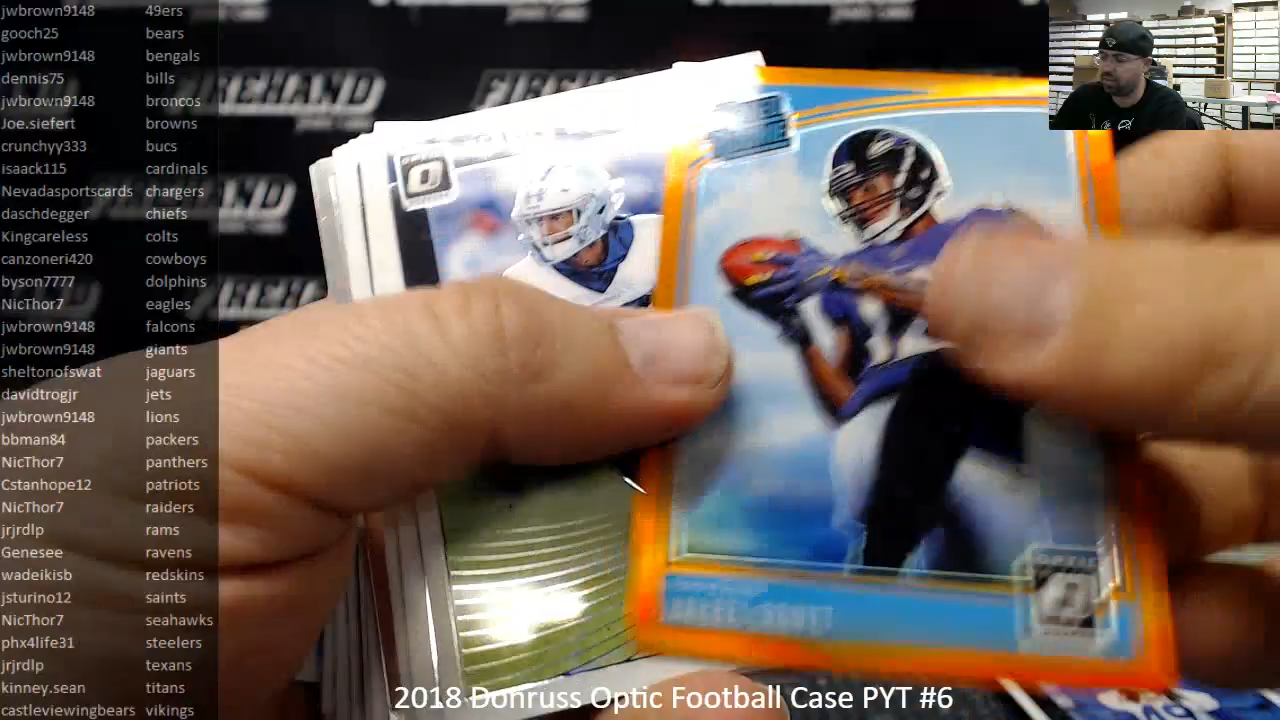 jwbrown9148 49ers
gooch25 bears
jwbrown9148 bengals
dennis75 bills
jwbrown9148 broncos
Joe.siefert browns
crunchyy333 bucs
isaack115 cardinals
Nevadasportscards chargers
daschdegger chiefs
Kingcareless colts
canzoneri420 cowboys
byson7777 dolphins
NicThor7 eagles
jwbrown9148 falcons
jwbrown9148 giants
sheltonofswat jaguars
davidtrogjr jets
jwbrown9148 lions
bbman84 packers
NicThor7 panthers
Cstanhope12 patriots
NicThor7 raiders
jrjrdlp rams
Genesee ravens
wadeikisb redskins
jsturino12 saints
NicThor7 seahawks
phx4life31 steelers
jrjrdlp texans
kinney.sean titans
castleviewingbears vikings
FIREHAND
2018 Donruss Optic Football Case PYT #6